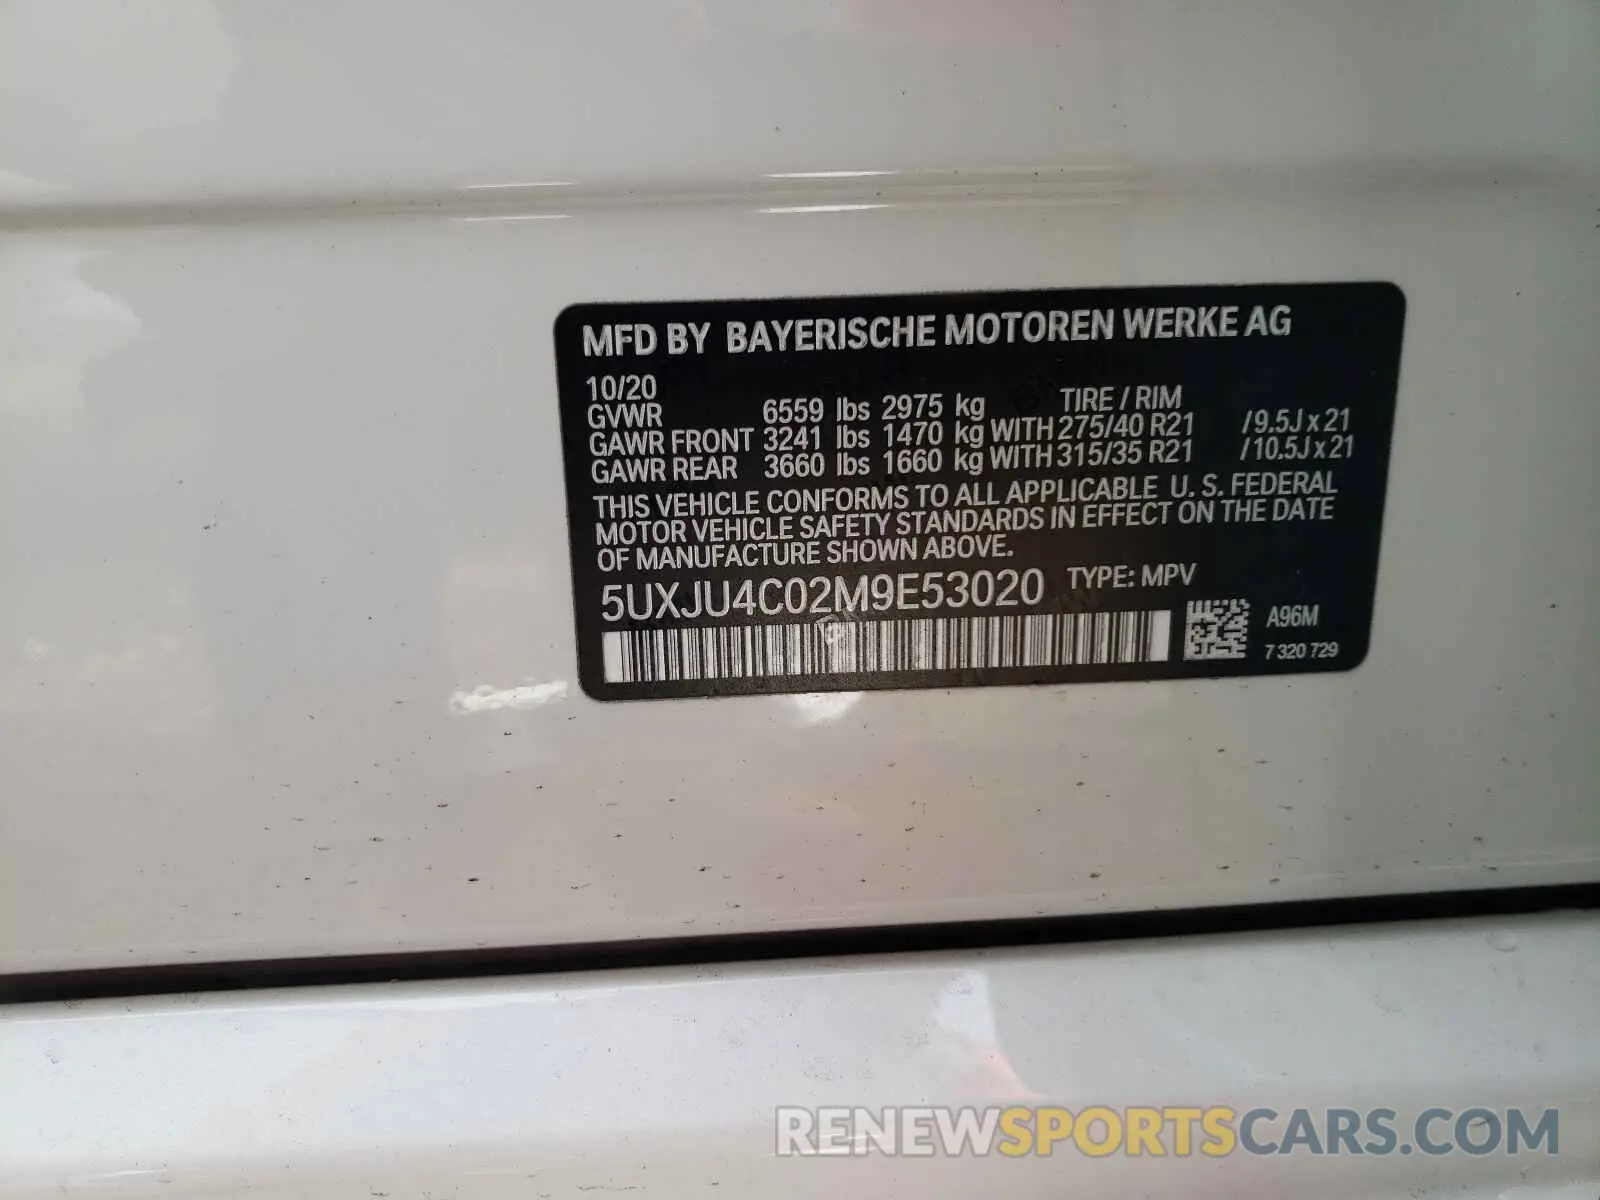 MFD BY BAYERISCHE MOTOREN WERKE AG
10/20 TIRE / RIM
GVWR 6559 lbs 2975 kg
GAWR FRONT 3241 lbs 1470 kg WITH 275/40 R21 /9.5J x 21
GAWR REAR 3660 lbs 1660 kg WITH 315/35 R21 /10.5J x 21
THIS VEHICLE CONFORMS TO ALL APPLICABLE U. S. FEDERAL
MOTOR VEHICLE SAFETY STANDARDS IN EFFECT ON THE DATE
OF MANUFACTURE SHOWN ABOVE.
5UXJU4C02M9E53020 TYPE: MPV
A96M
7 320 729
RENEWSPORTSCARS.COM